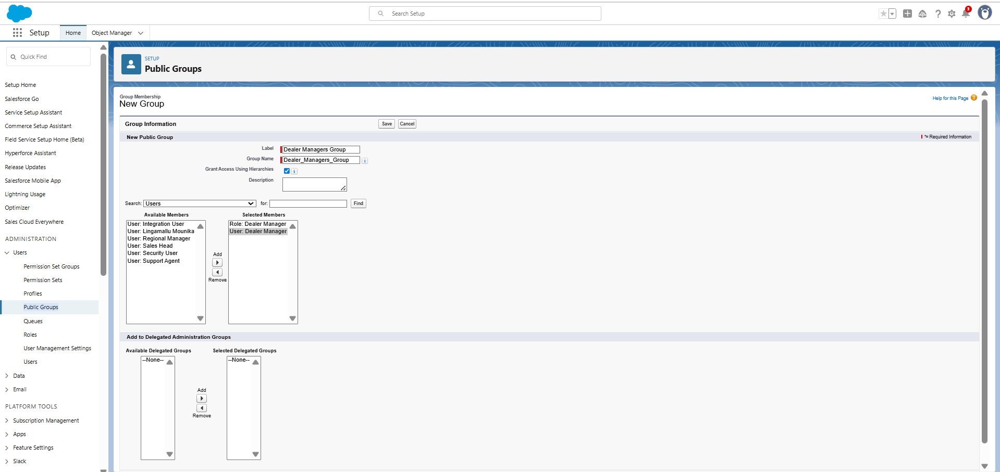 Search Setup
3
Setup
Home
Object Manager
Quick Find
Setup Home
Salesforce Go
Service Setup Assistant
Commerce Setup Assistant
Field Service Setup Home (Beta)
Hyperforce Assistant
Release Updates
Salesforce Mobile App
Lightning Usage
Optimizer
Sales Cloud Everywhere
ADMINISTRATION
Users
Permission Set Groups
Permission Sets
Profiles
Public Groups
Queues
Roles
User Management Settings
Users
Data
Email
PLATFORM TOOLS
Subscription Management
Apps
Feature Settings
Slack
SETUP
Public Groups
Group Membership
New Group
Help for this Page ?
Group Information
Save Cancel
New Public Group
*= Required Information
Label Dealer Managers Group
Group Name Dealer_Managers_Group i
Grant Access Using Hierarchies i
Description
Search: Users for: Find
Available Members
User: Integration User
User: Lingamallu Mounika
User: Regional Manager
User: Sales Head
User: Security User
User: Support Agent
Add
Remove
Selected Members
Role: Dealer Manager
User: Dealer Manager
Add to Delegated Administration Groups
Available Delegated Groups
--None--
Add
Remove
Selected Delegated Groups
--None--